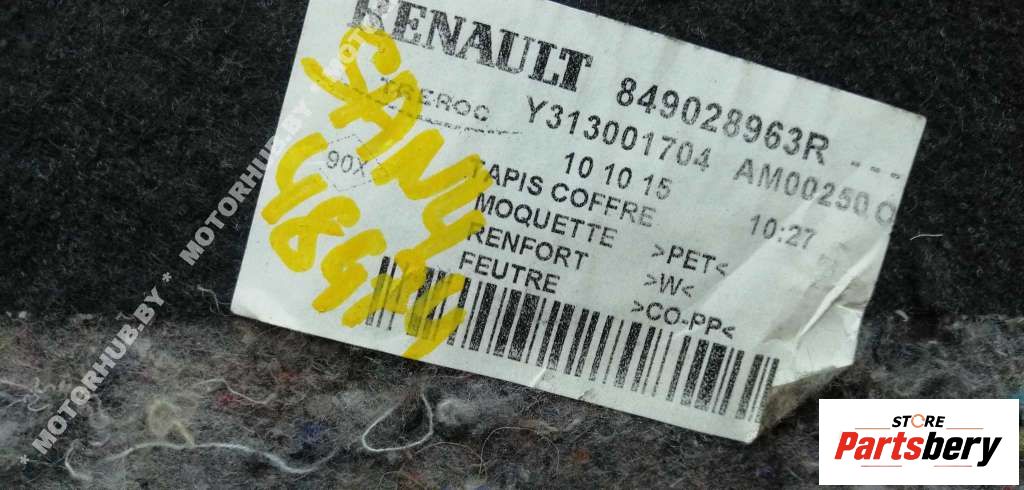 RENAULT
849028963R ---
TREROC
Y313001704 AM00250
10 10 15
10:27
90X
TAPIS COFFRE
MOQUETTE >PET<
RENFORT >W<
FEUTRE >CO-PP<
* MOTORHUB.BY * MOTORHUB.BY
STORE
Partsbery